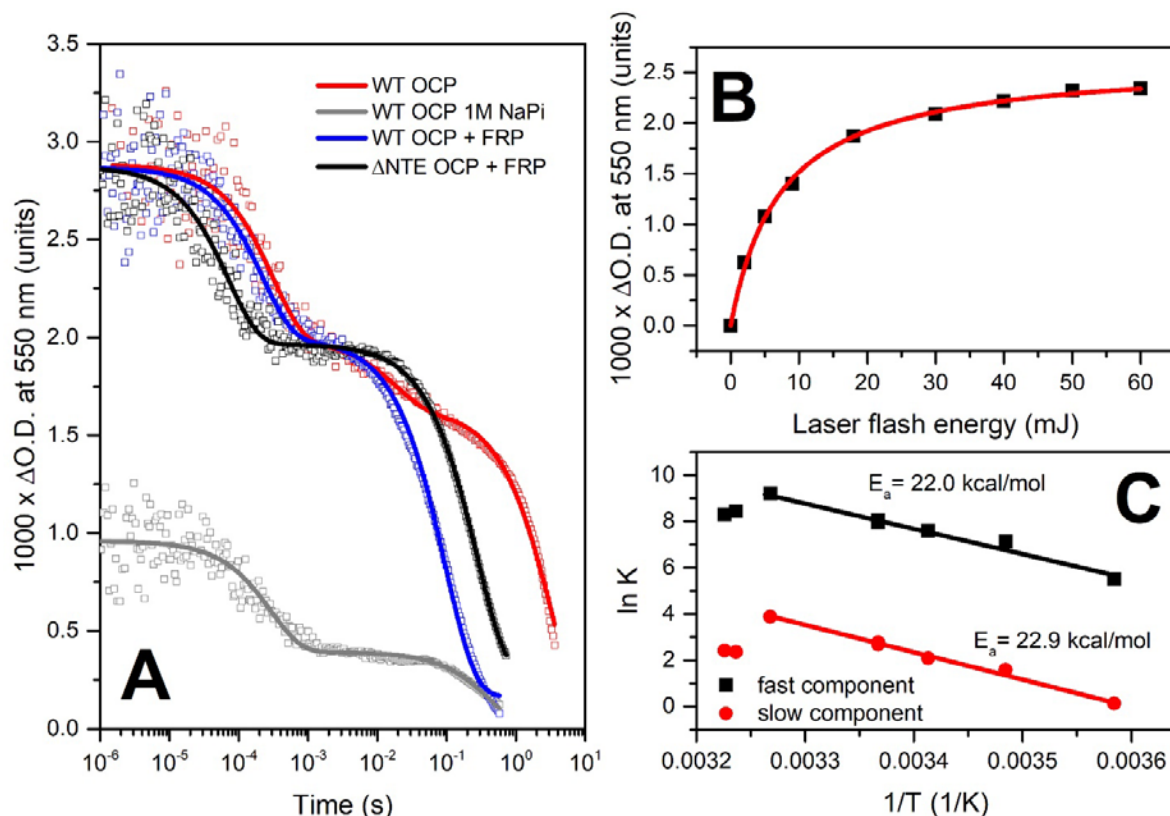 3.5
3.0
2.5
2.0
1.5
1.0
0.5
0.0
1000 x ΔO.D. at 550 nm (units)
WT OCP
WT OCP 1M NaPi
WT OCP + FRP
ΔNTE OCP + FRP
A
10⁻⁶ 10⁻⁵ 10⁻⁴ 10⁻³ 10⁻² 10⁻¹ 10⁰ 10¹
Time (s)
B
2.5
2.0
1.5
1.0
0.5
0.0
1000 x ΔO.D. at 550 nm (units)
0 10 20 30 40 50 60
Laser flash energy (mJ)
C
10
8
6
4
2
0
ln K
Eₐ= 22.0 kcal/mol
Eₐ= 22.9 kcal/mol
fast component
slow component
0.0032 0.0033 0.0034 0.0035 0.0036
1/T (1/K)